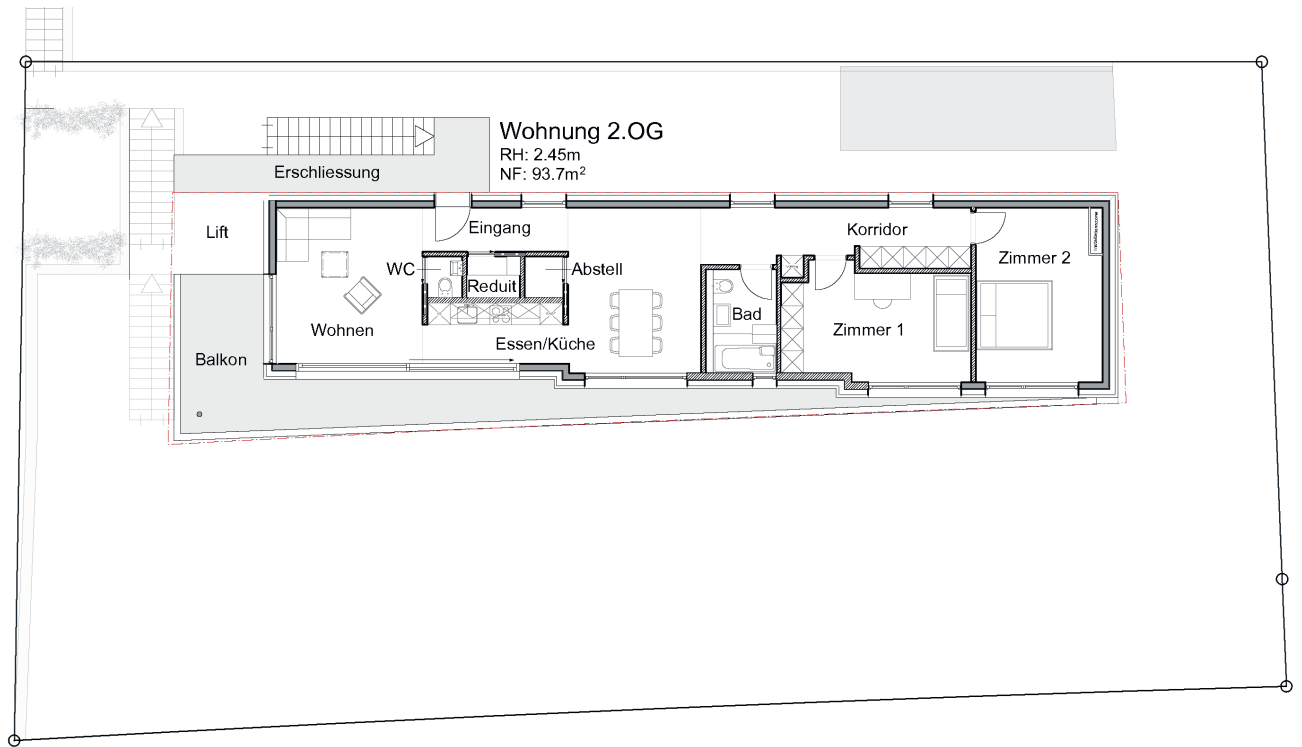 Wohnung 2.OG
RH: 2.45m
NF: 93.7m²
Erschliessung
Lift
Eingang
Korridor
Zimmer 2
WC
Abstell
Reduit
Bad
Wohnen
Zimmer 1
Essen/Küche
Balkon